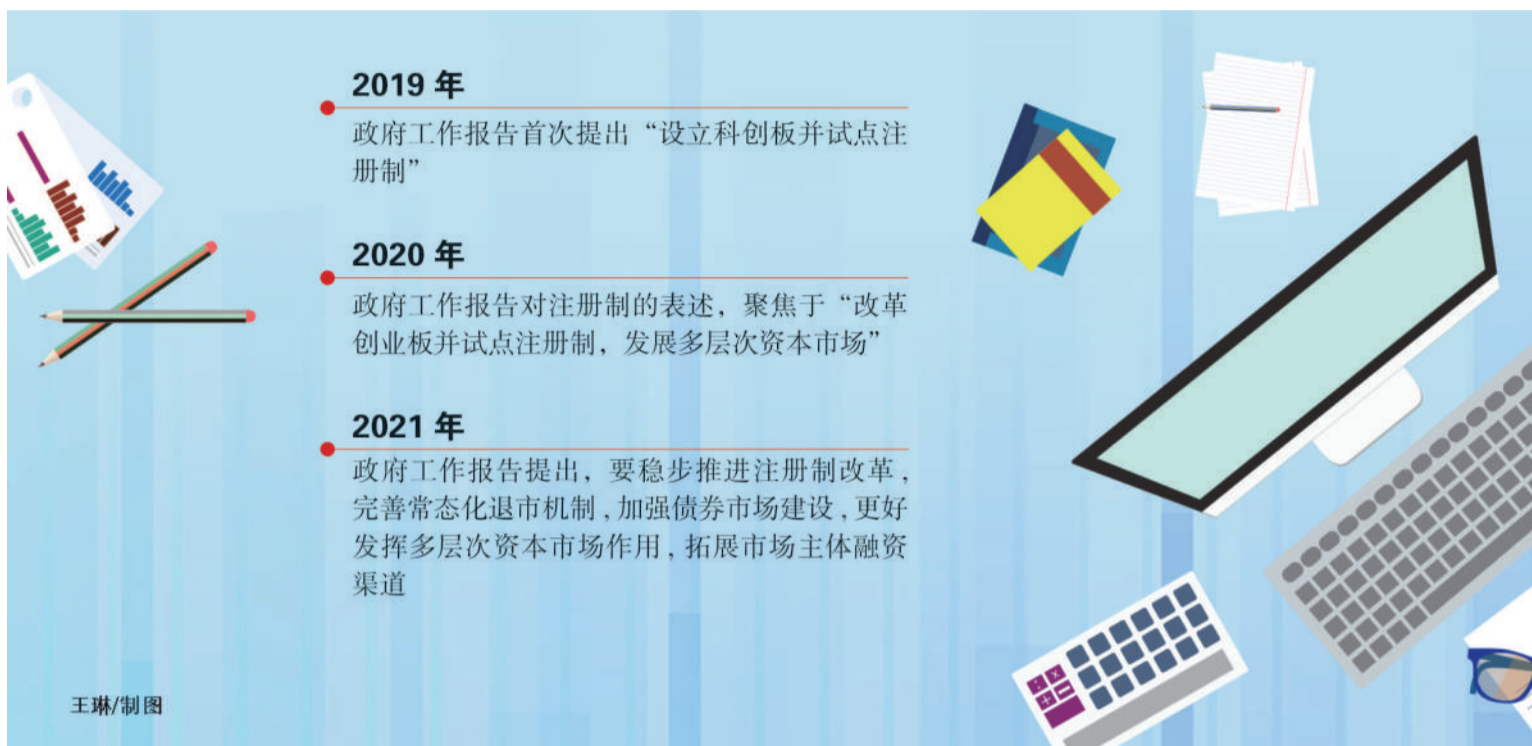 2019 年
政府工作报告首次提出“设立科创板并试点注
册制”
2020 年
政府工作报告对注册制的表述，聚焦于“改革
创业板并试点注册制，发展多层次资本市场”
2021 年
政府工作报告提出，要稳步推进注册制改革，
完善常态化退市机制，加强债券市场建设，更好
发挥多层次资本市场作用，拓展市场主体融资
渠道
王琳/制图